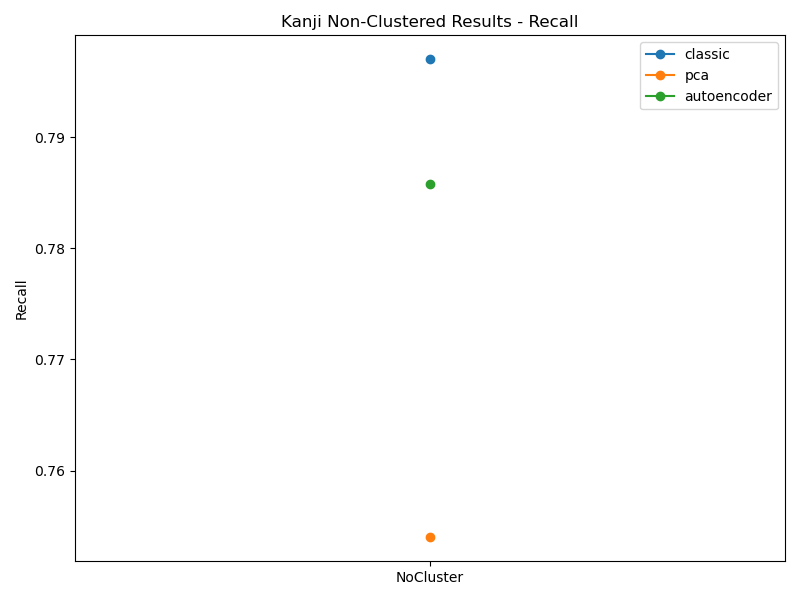 Kanji Non-Clustered Results - Recall
classic
pca
autoencoder
0.79
0.78
0.77
0.76
Recall
NoCluster